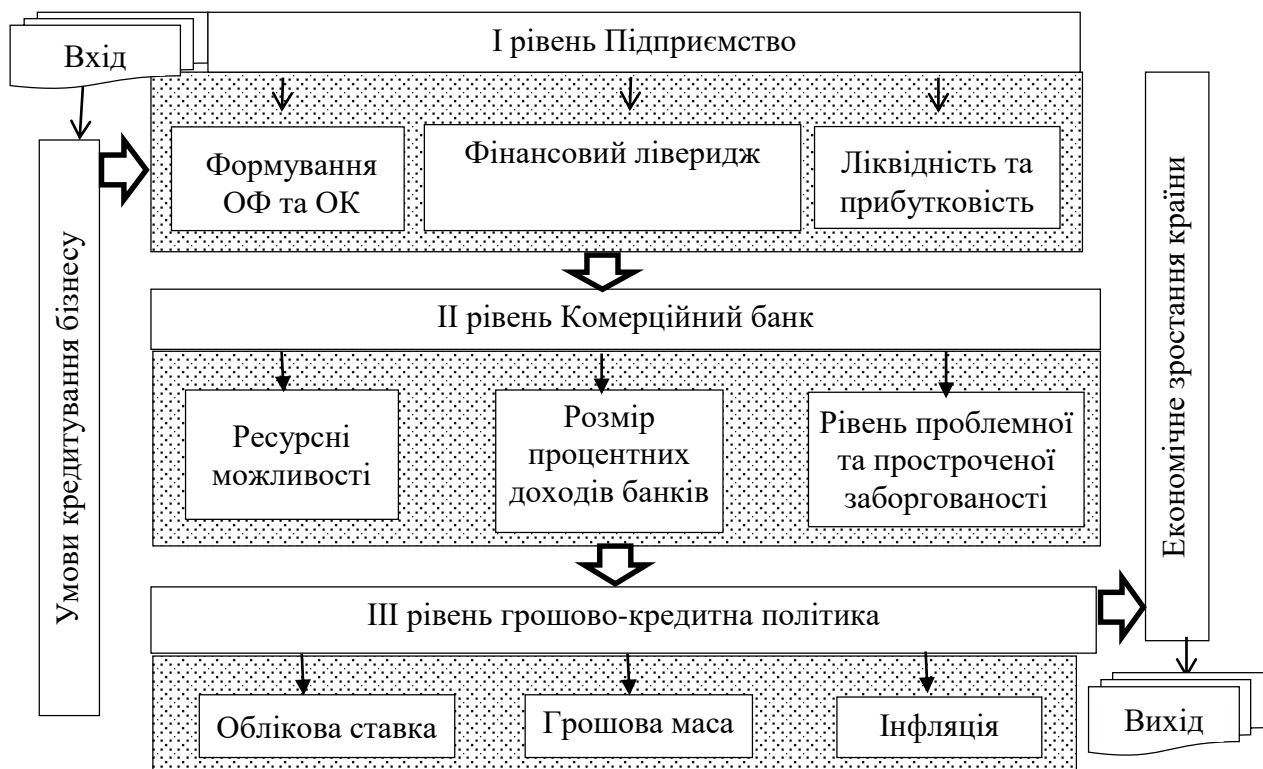 Вхід
І рівень Підприємство
Умови кредитування бізнесу
Формування
ОФ та ОК
Фінансовий ліверидж
Ліквідність та
прибутковість
ІІ рівень Комерційний банк
Ресурсні
можливості
Розмір
процентних
доходів банків
Рівень проблемної
та простроченої
заборгованості
ІІІ рівень грошово-кредитна політика
Облікова ставка
Грошова маса
Інфляція
Економічне зростання країни
Вихід